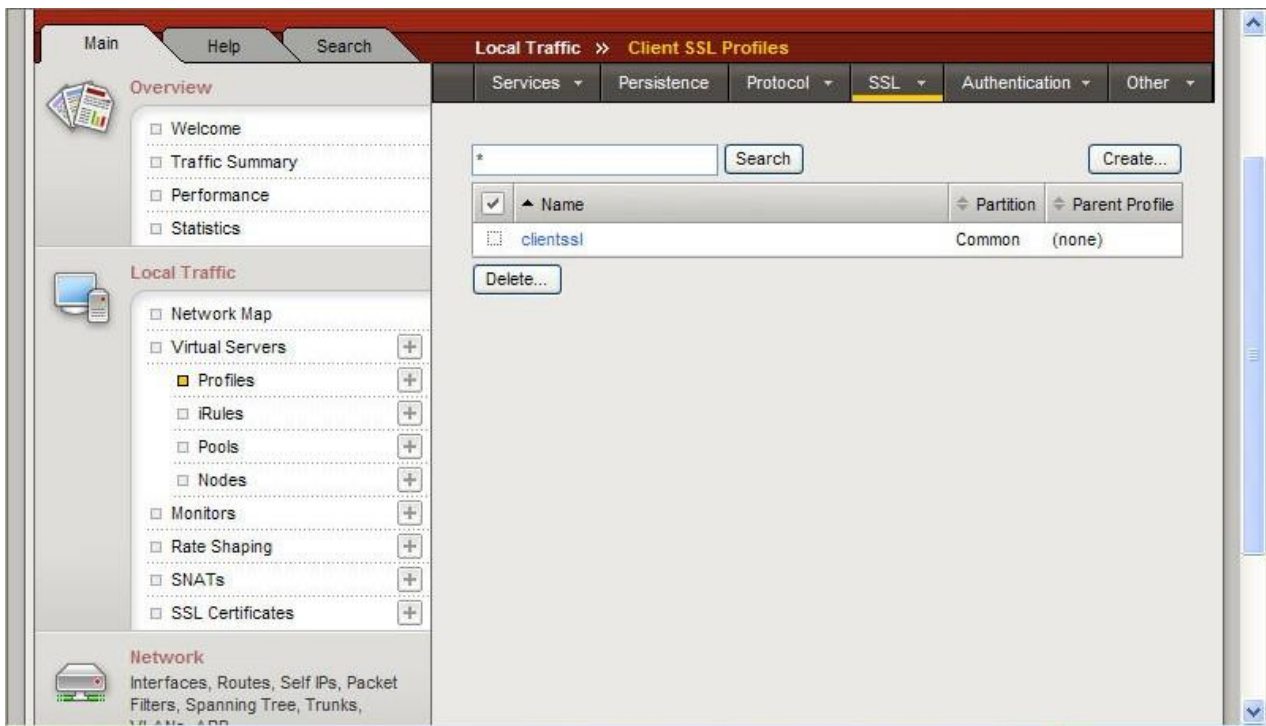 Main Help Search
Local Traffic » Client SSL Profiles
Services Persistence Protocol SSL Authentication Other
Overview
Welcome
Traffic Summary
Performance
Statistics
Local Traffic
Network Map
Virtual Servers
Profiles
iRules
Pools
Nodes
Monitors
Rate Shaping
SNATs
SSL Certificates
Network
Interfaces, Routes, Self IPs, Packet
Filters, Spanning Tree, Trunks,
* Search Create...
Name Partition Parent Profile
clientssl Common (none)
Delete...